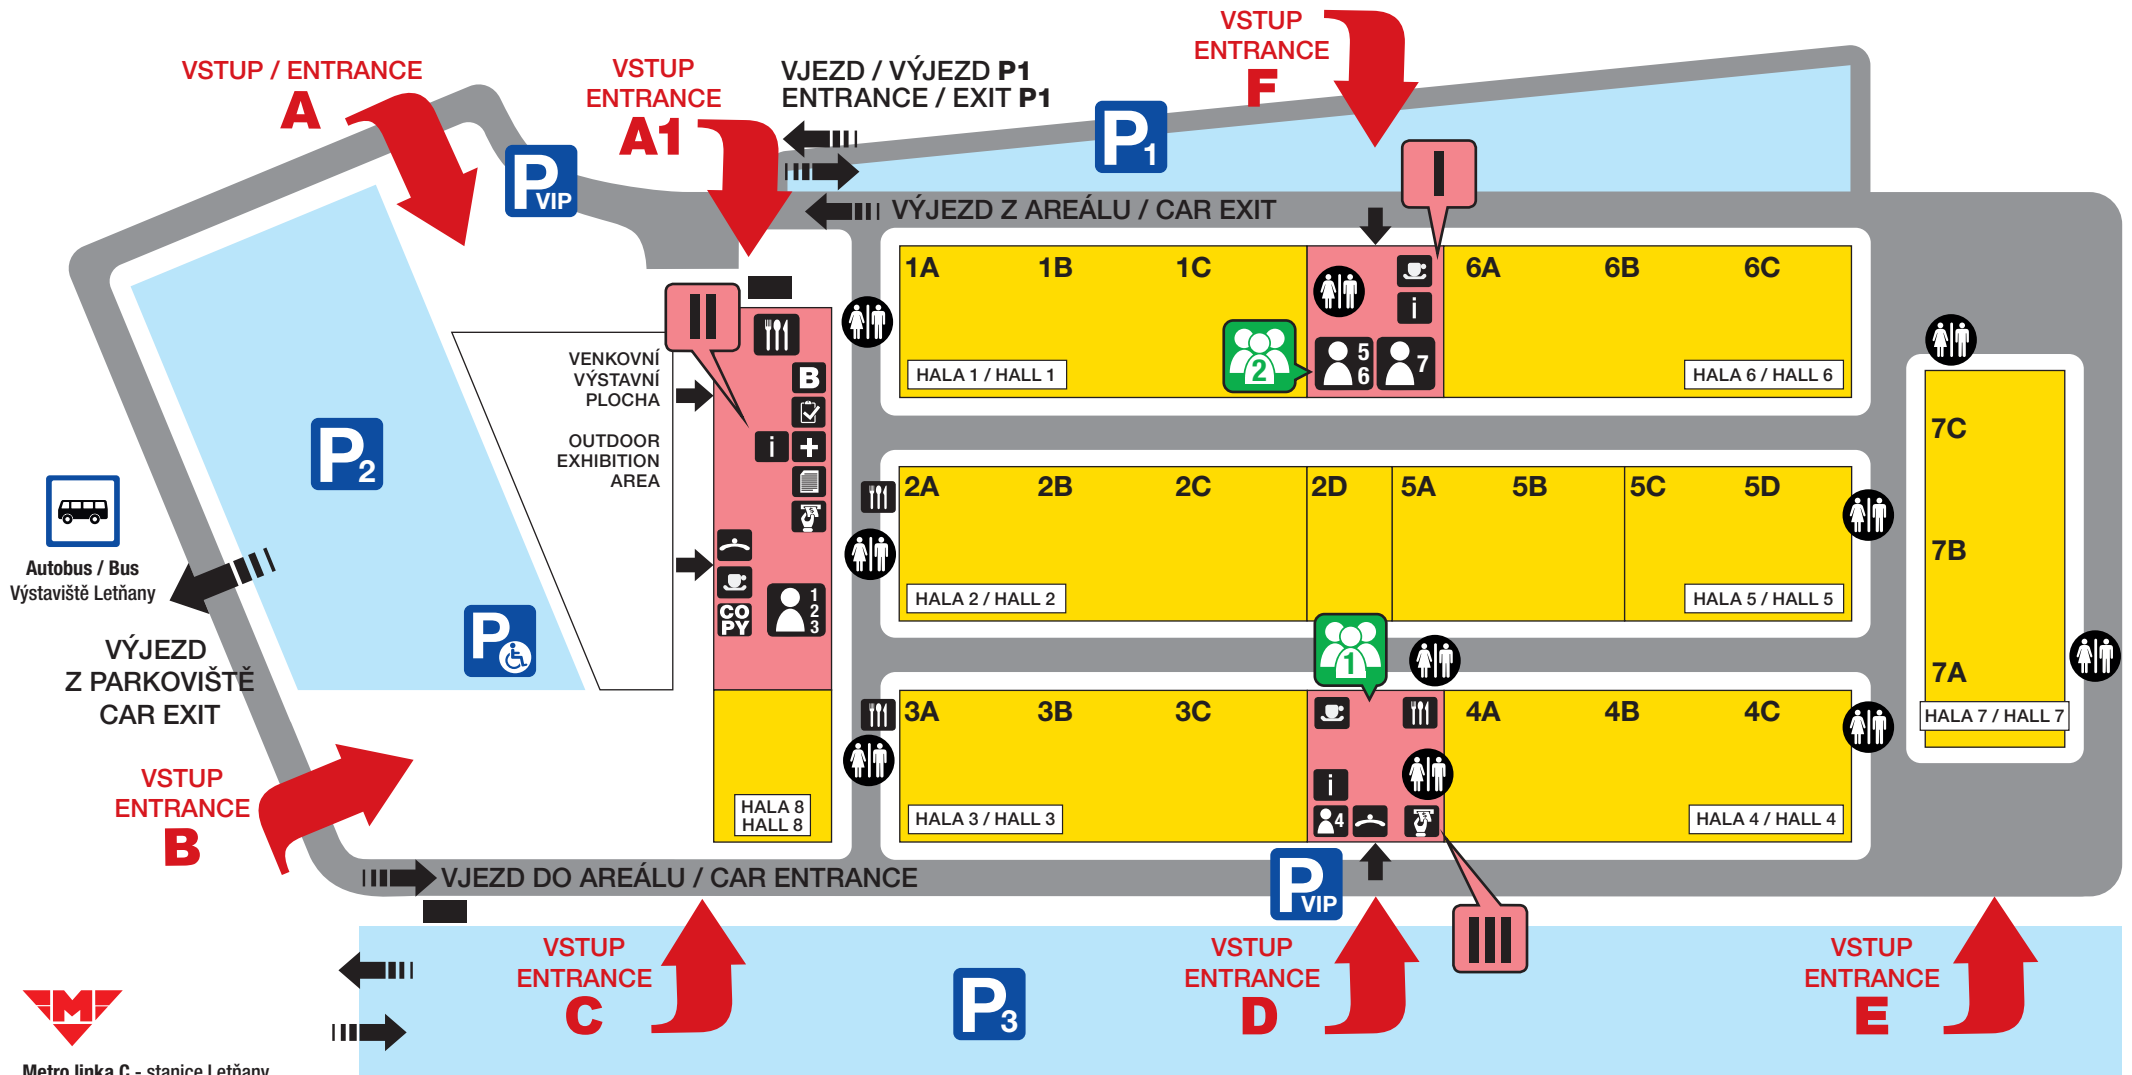 VSTUP / ENTRANCE
A
VSTUP
ENTRANCE
A1
VJEZD / VÝJEZD P1
ENTRANCE / EXIT P1
VSTUP
ENTRANCE
F
P1
PVIP
VÝJEZD Z AREÁLU / CAR EXIT
I
1A 1B 1C
6A 6B 6C
i
2
5
6
7
HALA 1 / HALL 1
HALA 6 / HALL 6
II
VENKOVNÍ
VÝSTAVNÍ
PLOCHA
OUTDOOR
EXHIBITION
AREA
B
i
CO
PY
1
2
3
P2
P
Autobus / Bus
Výstaviště Letňany
VÝJEZD
Z PARKOVIŠTĚ
CAR EXIT
2A 2B 2C 2D 5A 5B 5C 5D
HALA 2 / HALL 2
HALA 5 / HALL 5
7C
7B
7A
HALA 7 / HALL 7
1
3A 3B 3C
4A 4B 4C
i
4
HALA 3 / HALL 3
HALA 4 / HALL 4
HALA 8
HALL 8
VSTUP
ENTRANCE
B
VJEZD DO AREÁLU / CAR ENTRANCE
PVIP
III
VSTUP
ENTRANCE
C
P3
VSTUP
ENTRANCE
D
VSTUP
ENTRANCE
E
M
Metro linka C - stanice Letňany